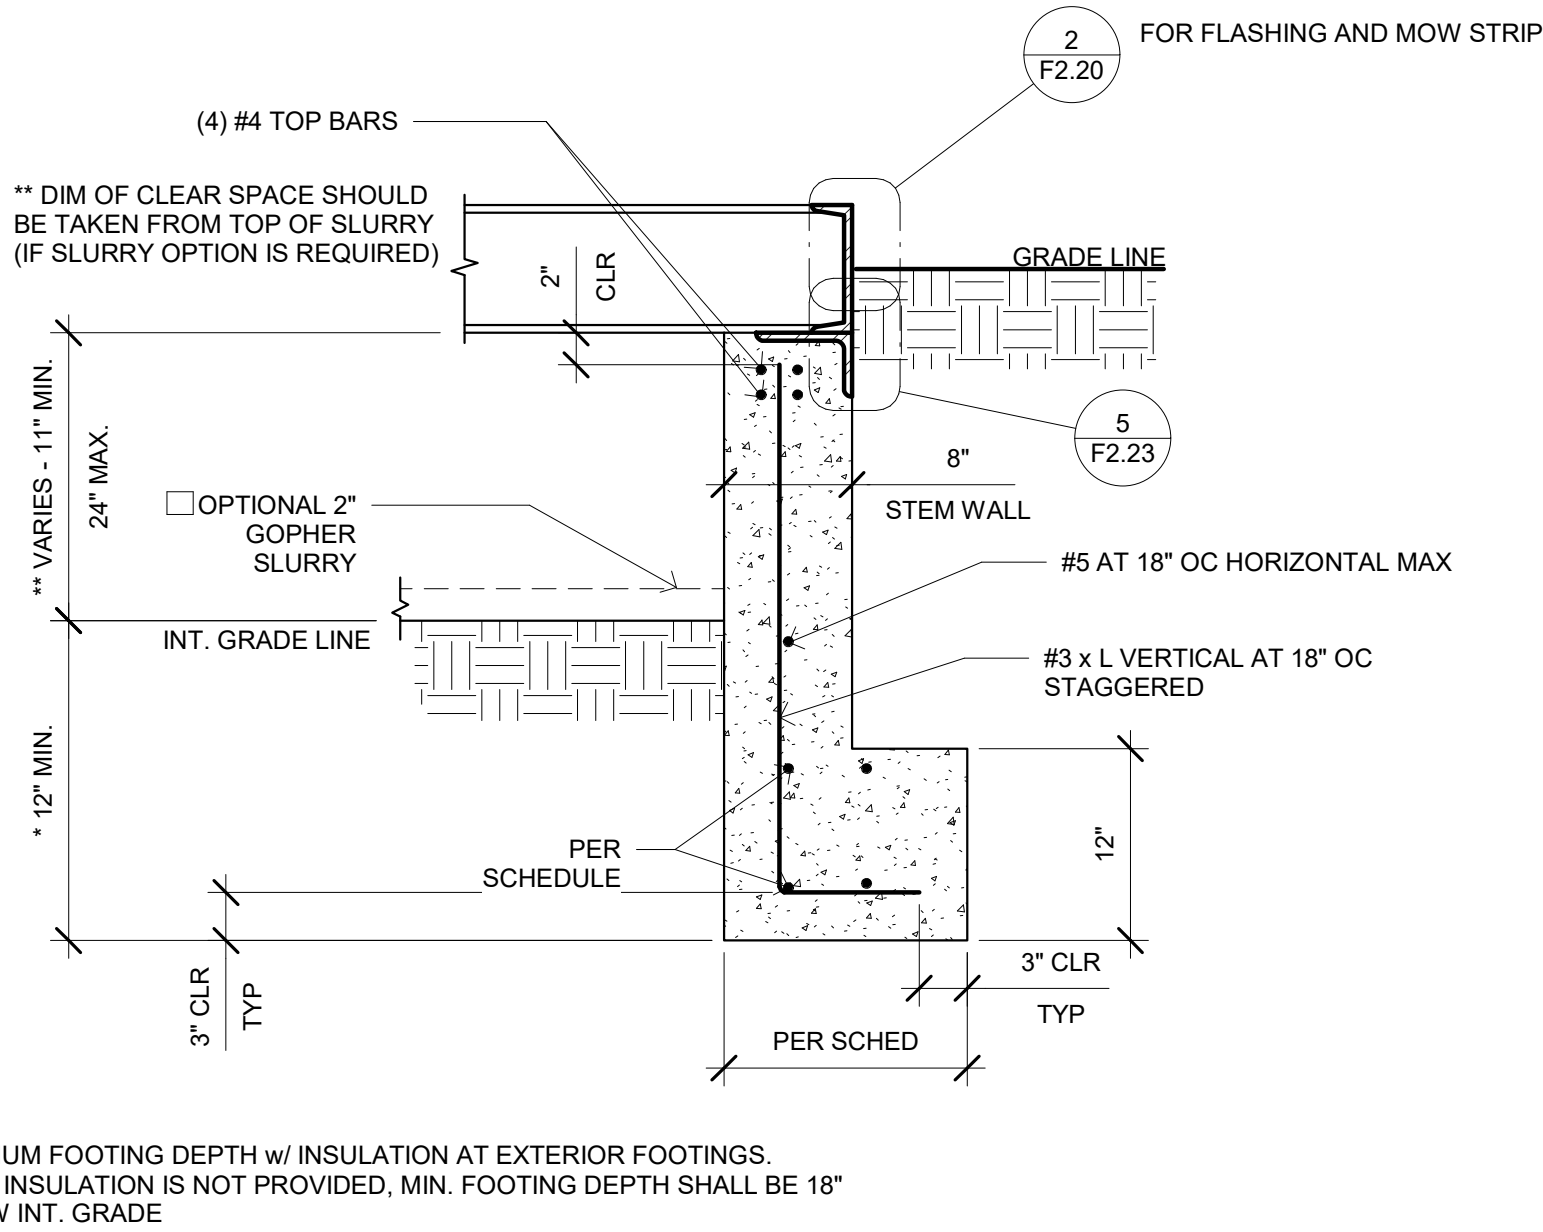 2
F2.20
FOR FLASHING AND MOW STRIP
(4) #4 TOP BARS
** DIM OF CLEAR SPACE SHOULD
BE TAKEN FROM TOP OF SLURRY
(IF SLURRY OPTION IS REQUIRED)
2"
CLR
GRADE LINE
** VARIES - 11" MIN.
24" MAX.
5
F2.23
8"
STEM WALL
OPTIONAL 2"
GOPHER
SLURRY
#5 AT 18" OC HORIZONTAL MAX
INT. GRADE LINE
#3 x L VERTICAL AT 18" OC
STAGGERED
* 12" MIN.
PER
SCHEDULE
12"
3" CLR
TYP
3" CLR
TYP
PER SCHED
UM FOOTING DEPTH w/ INSULATION AT EXTERIOR FOOTINGS.
INSULATION IS NOT PROVIDED, MIN. FOOTING DEPTH SHALL BE 18"
INT. GRADE